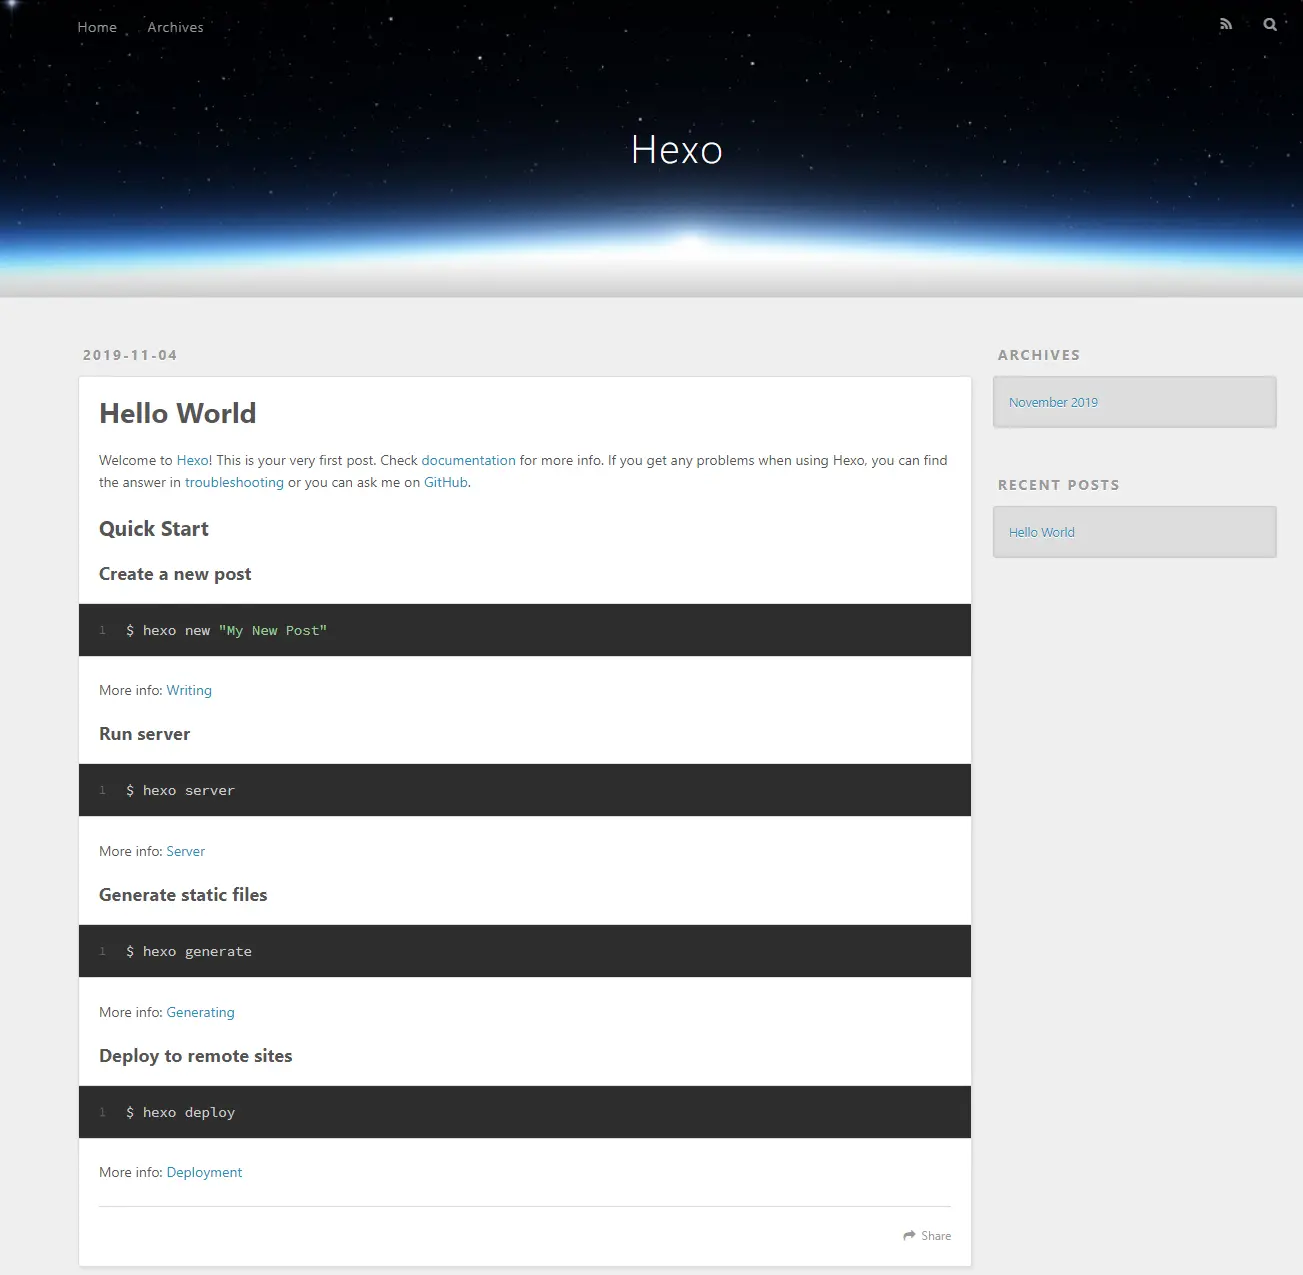 Home Archives
Hexo
2019-11-04
Hello World
Welcome to Hexo! This is your very first post. Check documentation for more info. If you get any problems when using Hexo, you can find
the answer in troubleshooting or you can ask me on GitHub.
Quick Start
Create a new post
1 $ hexo new "My New Post"
More info: Writing
Run server
1 $ hexo server
More info: Server
Generate static files
1 $ hexo generate
More info: Generating
Deploy to remote sites
1 $ hexo deploy
More info: Deployment
Share
ARCHIVES
November 2019
RECENT POSTS
Hello World